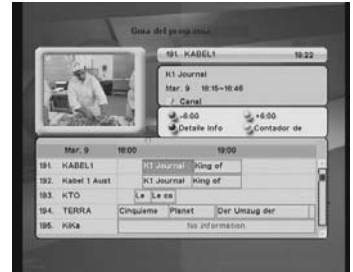 Guía del programa
191. KABEL1 19:22
K1 Journal
Mar. 9 18:15~18:46
Canal
-6:00 +6:00
Detalle Info Contador de
Mar. 9 18:00 19:00
191. KABEL1 K1 Journal King of
192. Kabel 1 Aust K1 Journal King of
193. KTO Le Le co
194. TERRA Cinquieme Planet Der Umzug der
195. KiKa No information